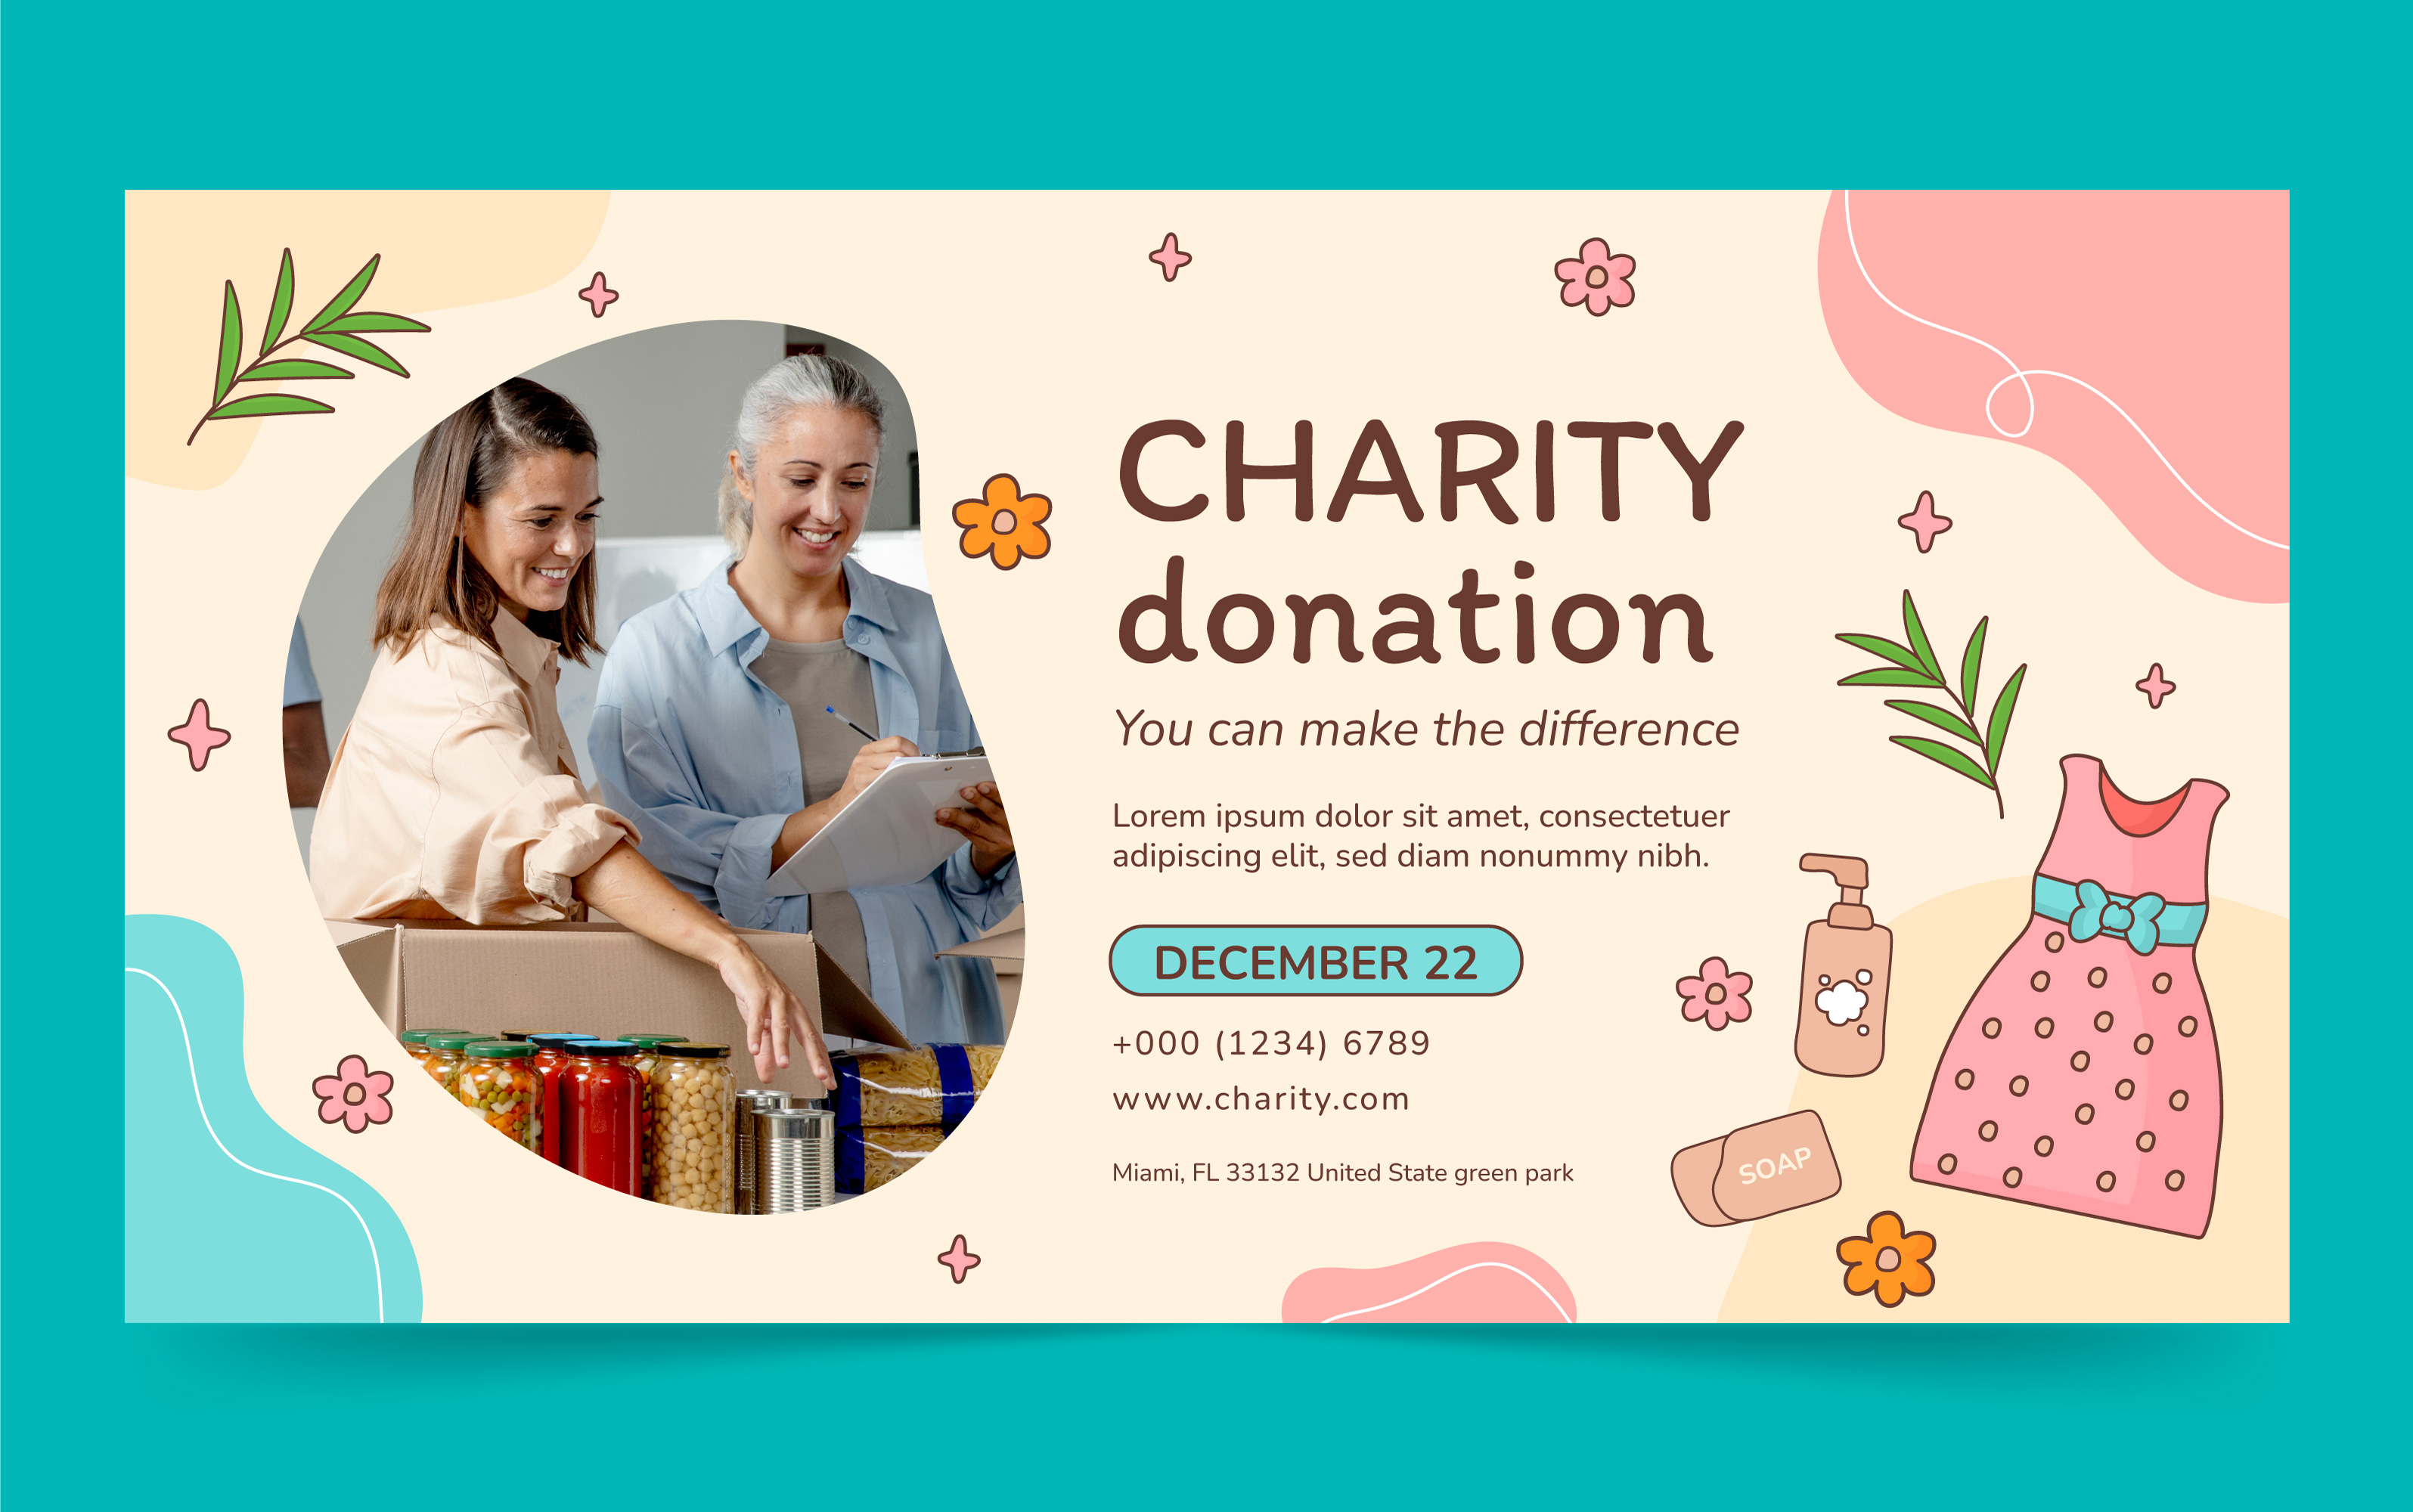 CHARITY
donation
You can make the difference
Lorem ipsum dolor sit amet, consectetuer
adipiscing elit, sed diam nonummy nibh.
DECEMBER 22
+000 (1234) 6789
www.charity.com
Miami, FL 33132 United State green park
SOAP